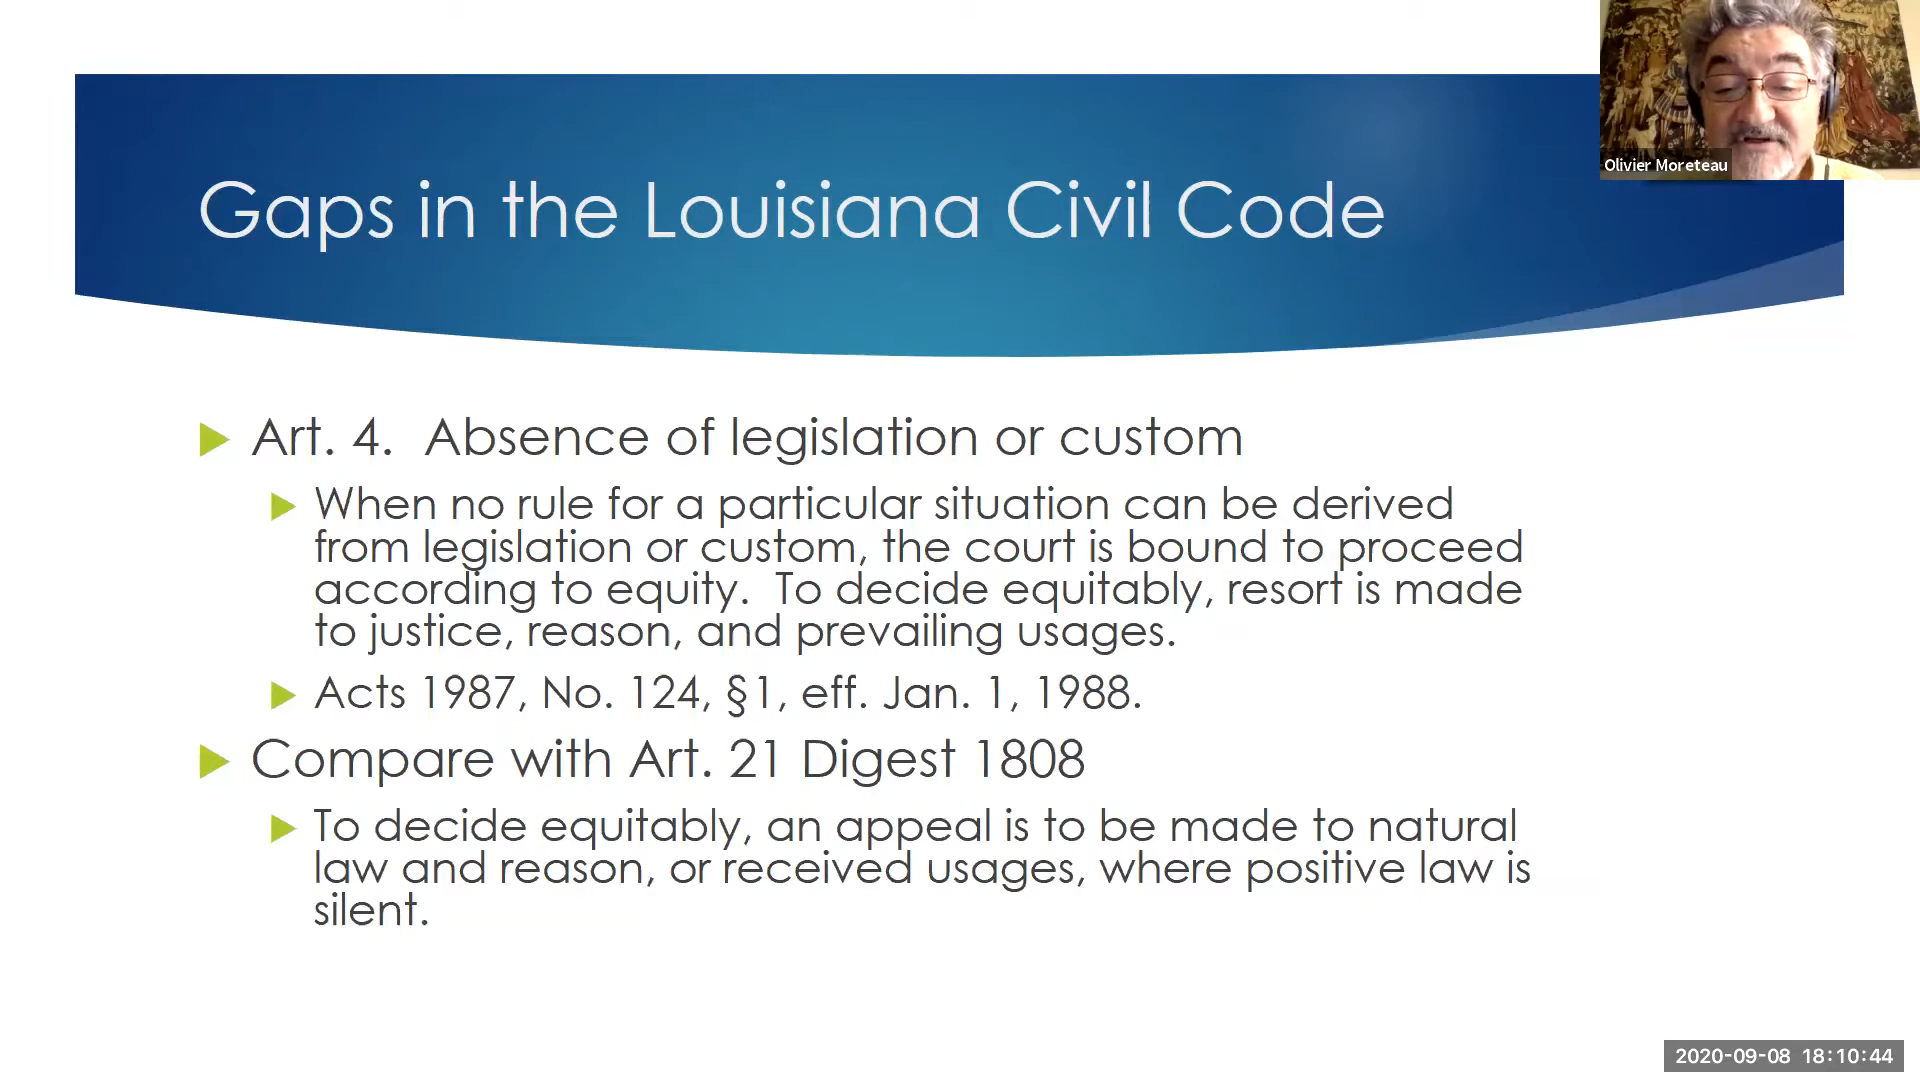 Olivier Moreteau
Gaps in the Louisiana Civil Code
Art. 4.  Absence of legislation or custom
When no rule for a particular situation can be derived
from legislation or custom, the court is bound to proceed
according to equity.  To decide equitably, resort is made
to justice, reason, and prevailing usages.
Acts 1987, No. 124, §1, eff. Jan. 1, 1988.
Compare with Art. 21 Digest 1808
To decide equitably, an appeal is to be made to natural
law and reason, or received usages, where positive law is
silent.
2020-09-08 18:10:44